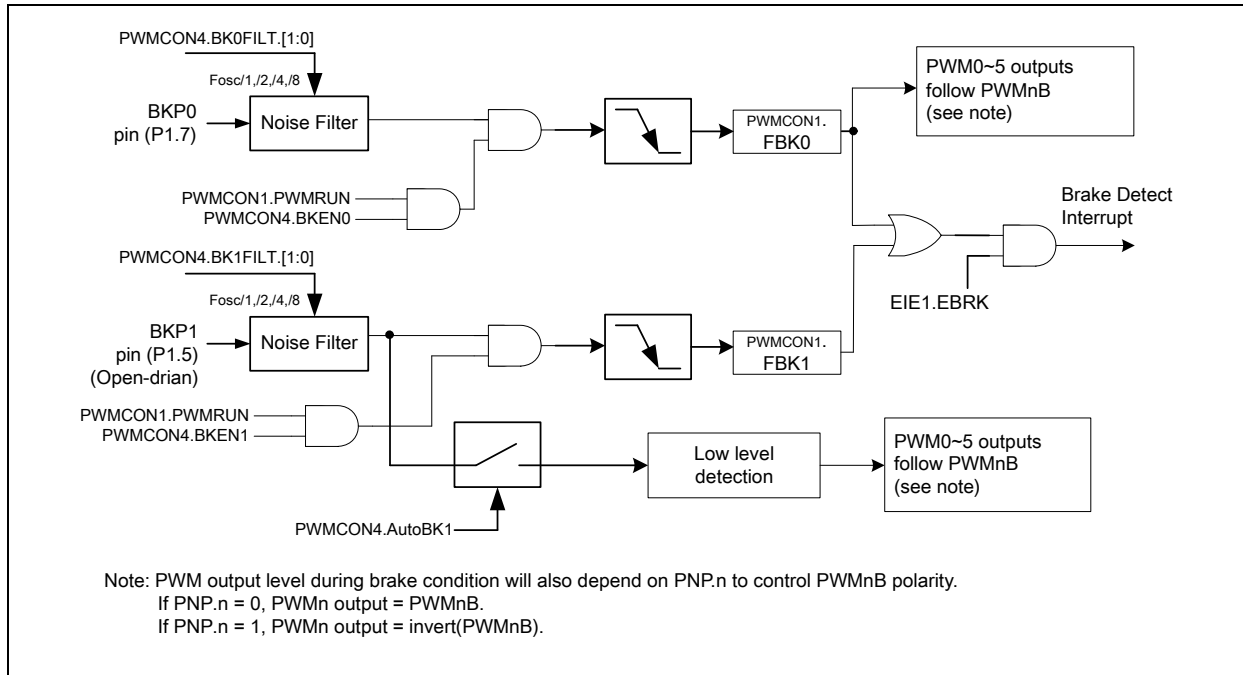 PWMCON4.BK0FILT.[1:0]
Fosc/1,/2,/4,/8
BKP0
pin (P1.7)
Noise Filter
PWMCON1.PWMRUN
PWMCON4.BKEN0
PWMCON1.
FBK0
PWM0~5 outputs
follow PWMnB
(see note)
Brake Detect
Interrupt
EIE1.EBRK
PWMCON4.BK1FILT.[1:0]
Fosc/1,/2,/4,/8
BKP1
pin (P1.5)
(Open-drian)
Noise Filter
PWMCON1.PWMRUN
PWMCON4.BKEN1
PWMCON1.
FBK1
PWMCON4.AutoBK1
Low level
detection
PWM0~5 outputs
follow PWMnB
(see note)
Note: PWM output level during brake condition will also depend on PNP.n to control PWMnB polarity.
If PNP.n = 0, PWMn output = PWMnB.
If PNP.n = 1, PWMn output = invert(PWMnB).